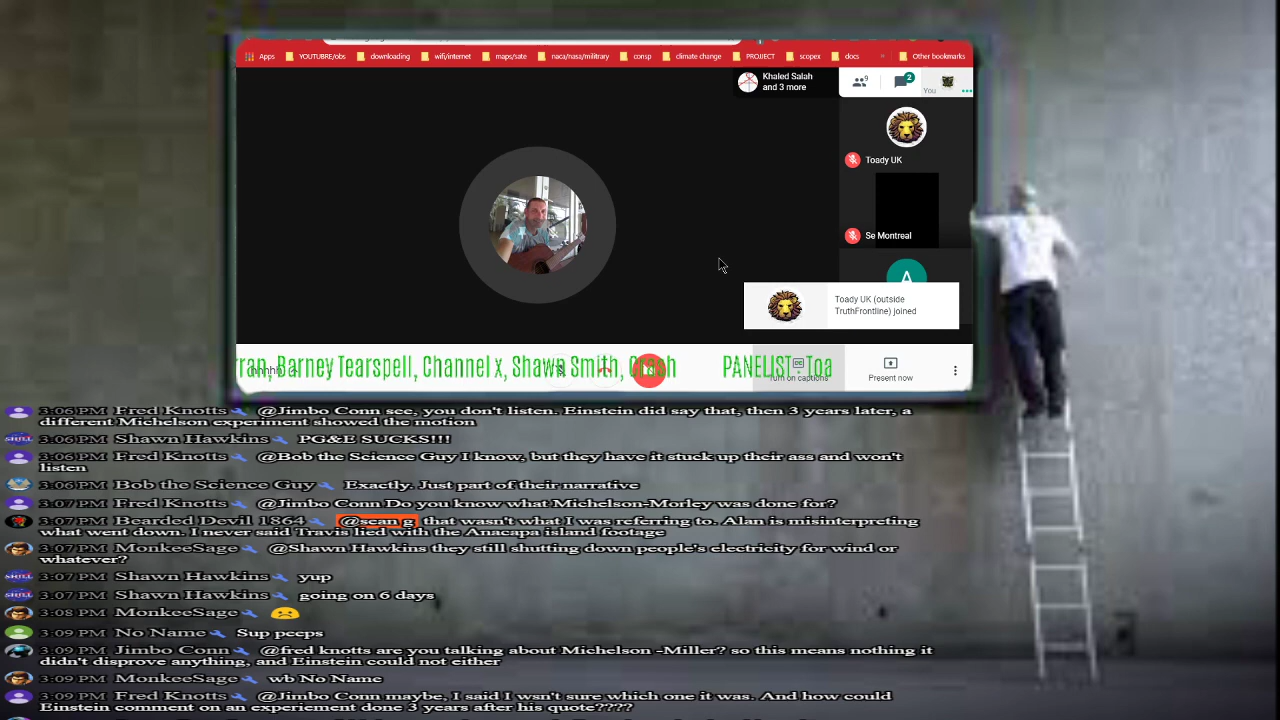 Apps YOUTUBRE/obs downloading wifi/internet maps/sate naca/nasa/militrary consp climate change PROJJECT scopex docs Other bookmarks
Khaled Salah
and 3 more
9 2
You
Toady UK
Se Montreal
A
Toady UK (outside
TruthFrontline) joined
rran, Barney Tearspell, Channel x, Shawn Smith, Crash PANELIST : Toa
Turn on captions
Present now
3:06 PM Fred Knotts @Jimbo Conn see, you don't listen. Einstein did say that, then 3 years later, a
different Michelson experiment showed the motion
3:06 PM Shawn Hawkins PG&E SUCKS!!!
3:06 PM Fred Knotts @Bob the Science Guy I know, but they have it stuck up their ass and won't
listen
3:06 PM Bob the Science Guy Exactly. Just part of their narrative
3:07 PM Fred Knotts @Jimbo Conn Do you know what Michelson-Morley was done for?
3:07 PM Bearded Devil 1864 @sean g that wasn't what I was referring to. Alan is misinterpreting
what went down. I never said Travis lied with the Anacapa island footage
3:07 PM MonkeeSage @Shawn Hawkins they still shutting down people's electricity for wind or
whatever?
3:07 PM Shawn Hawkins yup
3:07 PM Shawn Hawkins going on 6 days
3:08 PM MonkeeSage
3:09 PM No Name Sup peeps
3:09 PM Jimbo Conn @fred knotts are you talking about Michelson -Miller? so this means nothing it
didn't disprove anything, and Einstein could not either
3:09 PM MonkeeSage wb No Name
3:09 PM Fred Knotts @Jimbo Conn maybe, I said I wsn't sure which one it was. And how could
Einstein comment on an experiement done 3 years after his quote????